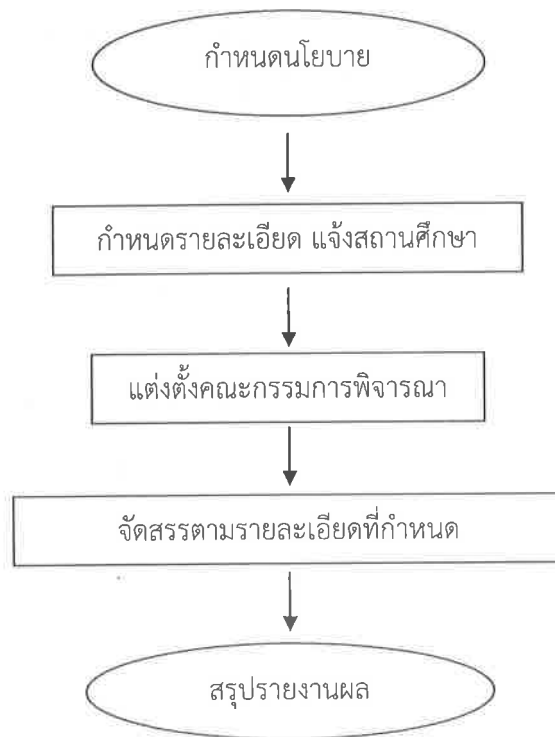 กำหนดนโยบาย
กำหนดรายละเอียด แจ้งสถานศึกษา
แต่งตั้งคณะกรรมการพิจารณา
จัดสรรตามรายละเอียดที่กำหนด
สรุปรายงานผล